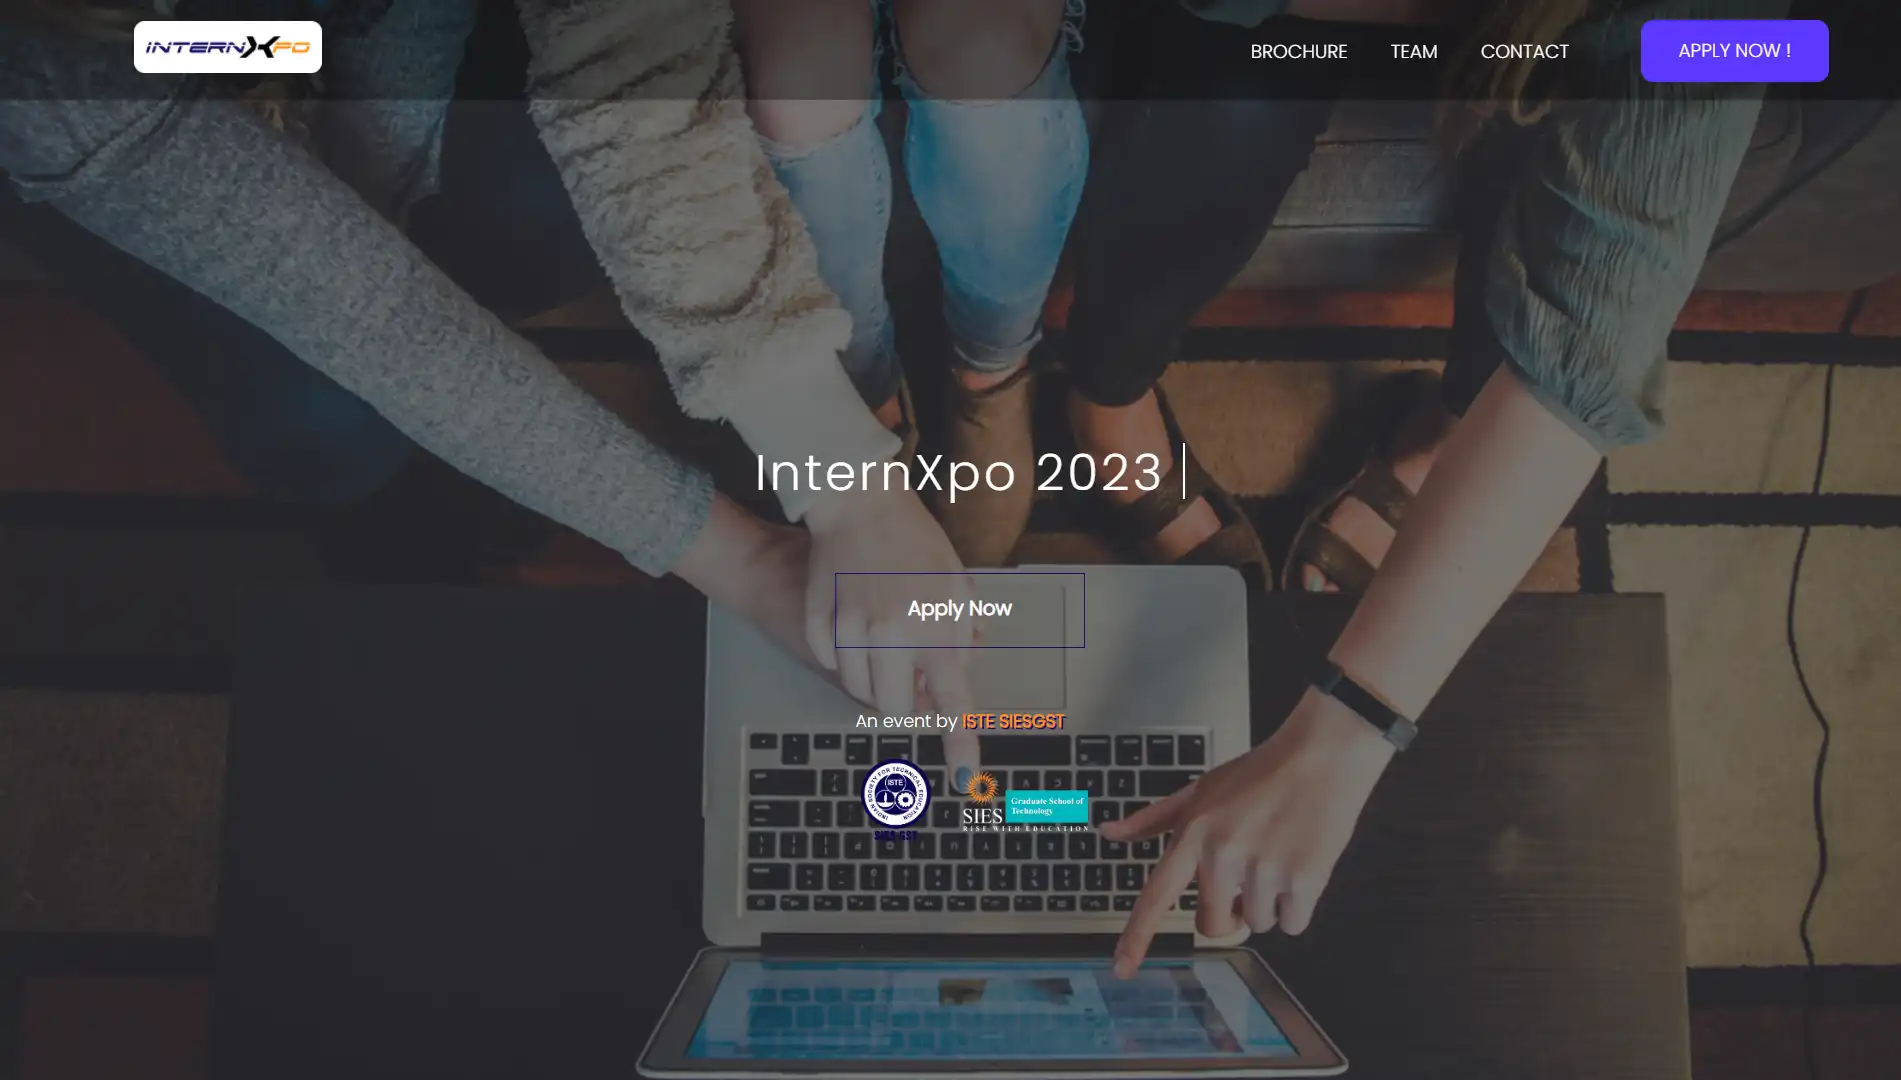 INTERNXPO
BROCHURE
TEAM
CONTACT
APPLY NOW !
InternXpo 2023
Apply Now
An event by ISTE SIESGST
INDIAN SOCIETY FOR TECHNICAL EDUCATION
ISTE
SIES GST
SIES
Graduate School of
Technology
RISE WITH EDUCATION